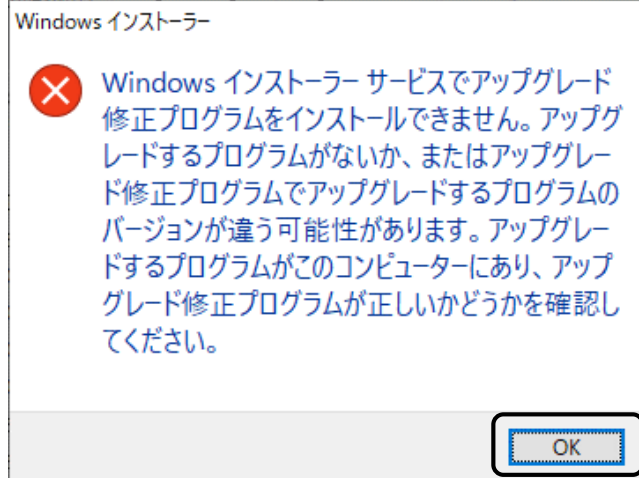 Windows インストーラー
Windows インストーラー サービスでアップグレード
修正プログラムをインストールできません。アップグ
レードするプログラムがないか、またはアップグレー
ド修正プログラムでアップグレードするプログラムの
バージョンが違う可能性があります。アップグレー
ドするプログラムがこのコンピューターにあり、アップ
グレード修正プログラムが正しいかどうかを確認し
てください。
OK